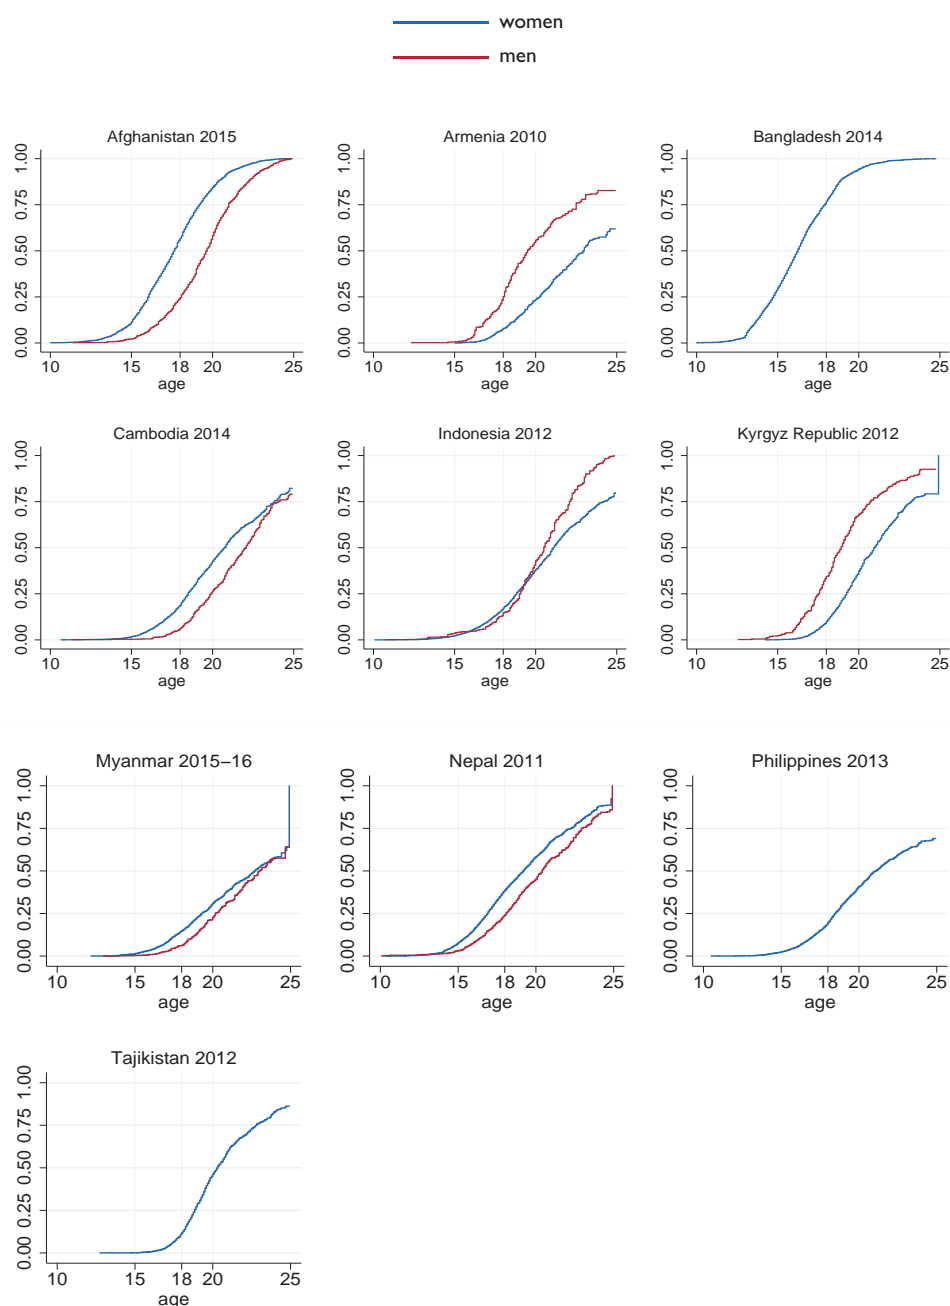 women
men
Afghanistan 2015
0.00 0.25 0.50 0.75 1.00
10 15 18 20 25
age
Armenia 2010
0.00 0.25 0.50 0.75 1.00
10 15 18 20 25
age
Bangladesh 2014
0.00 0.25 0.50 0.75 1.00
10 15 18 20 25
age
Cambodia 2014
0.00 0.25 0.50 0.75 1.00
10 15 18 20 25
age
Indonesia 2012
0.00 0.25 0.50 0.75 1.00
10 15 18 20 25
age
Kyrgyz Republic 2012
0.00 0.25 0.50 0.75 1.00
10 15 18 20 25
age
Myanmar 2015–16
0.00 0.25 0.50 0.75 1.00
10 15 18 20 25
age
Nepal 2011
0.00 0.25 0.50 0.75 1.00
10 15 18 20 25
age
Philippines 2013
0.00 0.25 0.50 0.75 1.00
10 15 18 20 25
age
Tajikistan 2012
0.00 0.25 0.50 0.75 1.00
10 15 18 20 25
age